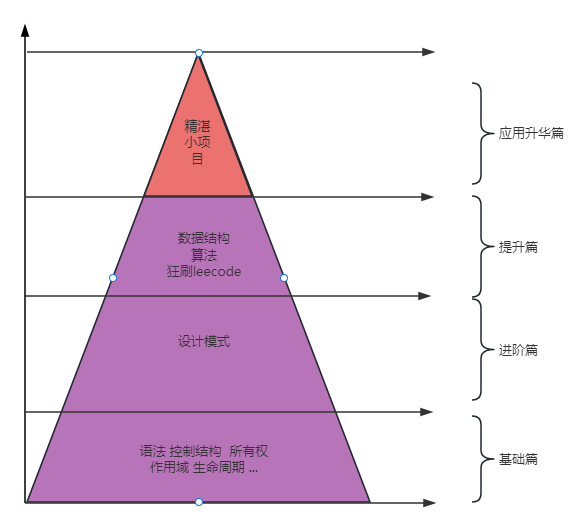 精湛
小项
目
应用升华篇
数据结构
算法
狂刷leecode
提升篇
设计模式
进阶篇
语法 控制结构 所有权
作用域 生命周期 ...
基础篇